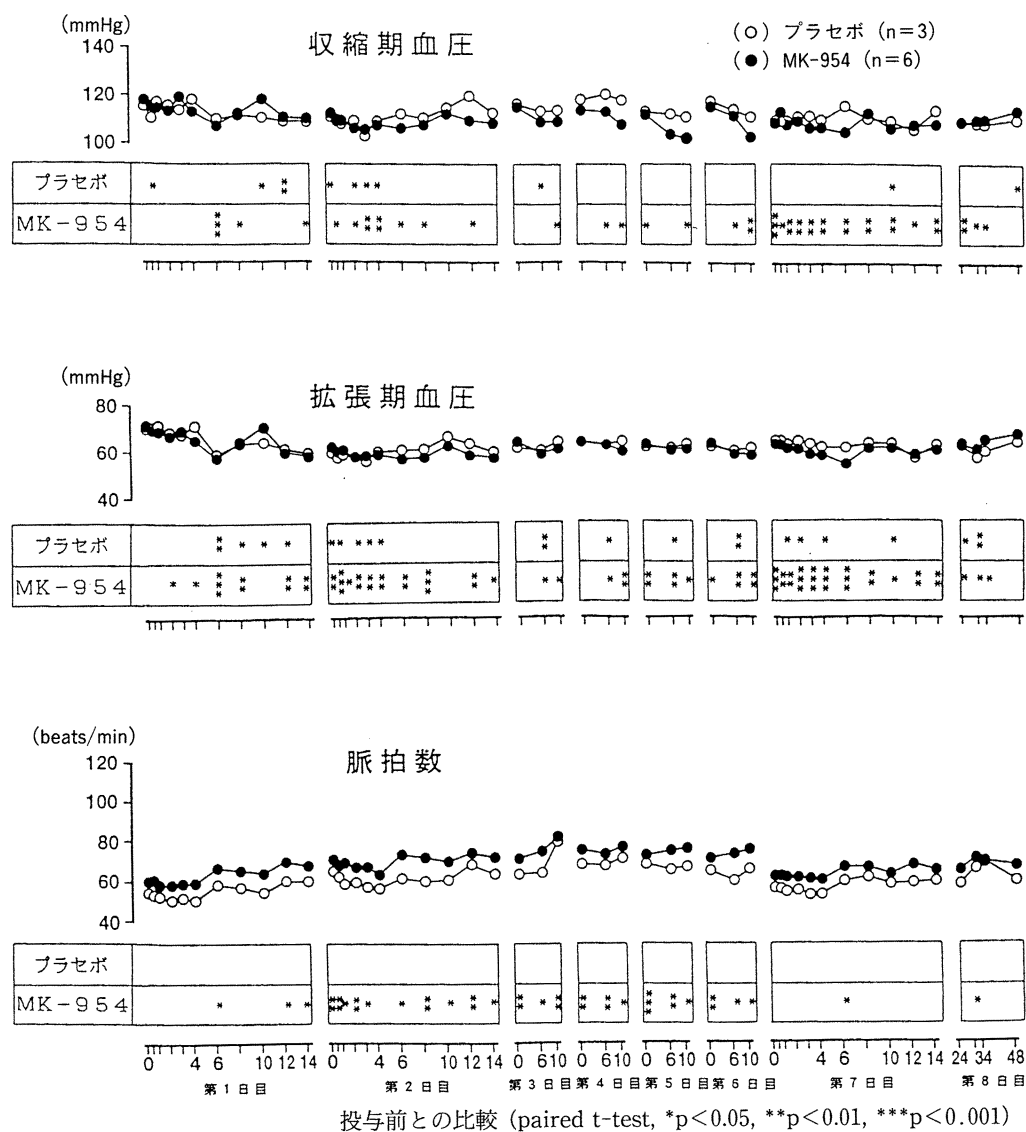 (mmHg)
収縮期血圧
(○) プラセボ (n=3)
(●) MK-954 (n=6)
140
120
100
プラセボ * * ** * * * * * * *
MK-954 *** * * * * ** ** * * * * * * * * * ** *** * ** ** ** ** ** ** ** * ** ** * *
(mmHg)
拡張期血圧
80
60
40
プラセボ ** * * * * * * * * ** * * ** * * * * * **
MK-954 * * *** ** ** ** ** *** * ** ** ** ** *** ** * * * * ** ** ** * * ** ** *** ** ** *** *** *** *** ** * ** ** * * *
(beats/min)
脈拍数
120
100
80
60
40
プラセボ
MK-954 * * * ** ** * ** * * ** * ** * ** * ** ** ** * *** ** * ** * * * *
0 4 6 10 12 14 0 4 6 10 12 14 0 6 10 0 6 10 0 6 10 0 6 10 0 4 6 10 12 14 24 34 48
第1日目 第2日目 第3日目 第4日目 第5日目 第6日目 第7日目 第8日目
投与前との比較 (paired t-test, *p<0.05, **p<0.01, ***p<0.001)